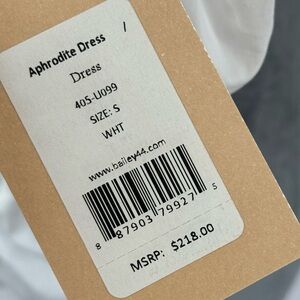 Aphrodite Dress /
Dress
405-U099
SIZE: S
WHT
www.bailey44.com
8 87903 79927 5
MSRP: $218.00